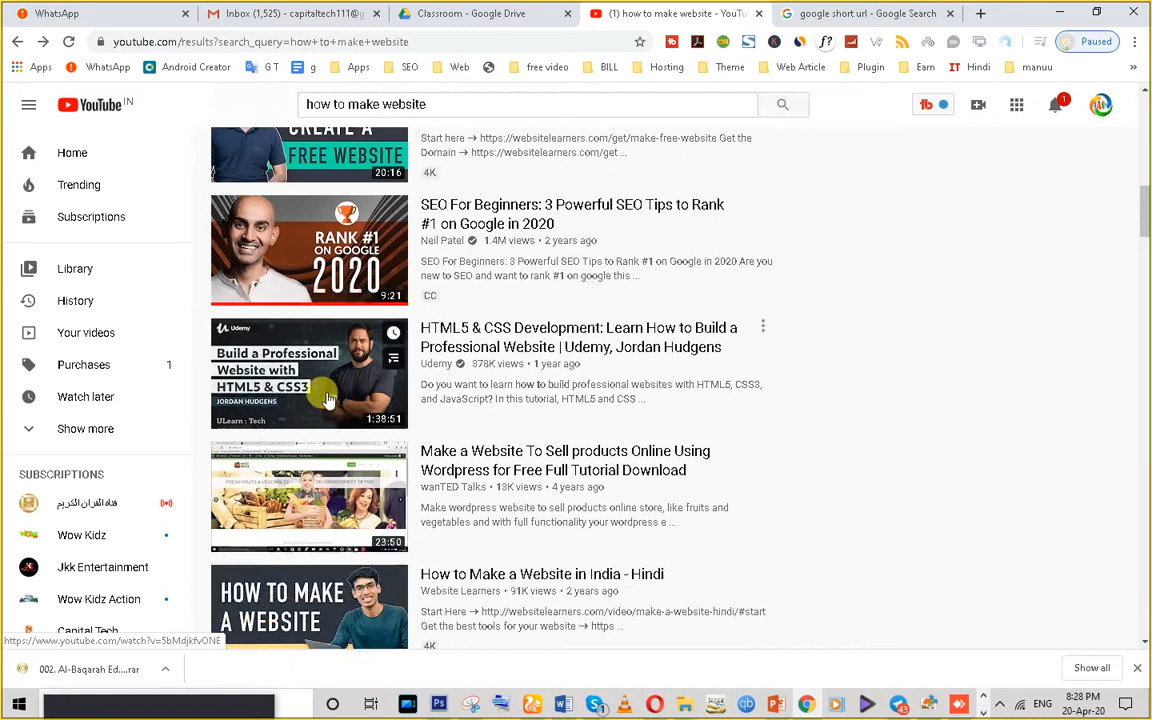 WhatsApp
Inbox (1,525) - capitaltech111@g
Classroom - Google Drive
(1) how to make website - YouTu
google short url - Google Search
youtube.com/results?search_query=how+to+make+website
Paused
Apps
WhatsApp
Android Creator
G T
g
Apps
SEO
Web
free video
BILL
Hosting
Theme
Web Article
Plugin
Earn
IT Hindi
manuu
YouTube IN
how to make website
tb
1
Home
Trending
Subscriptions
Library
History
Your videos
Purchases 1
Watch later
Show more
SUBSCRIPTIONS
قناة القرآن الكريم
Wow Kidz
Jkk Entertainment
Wow Kidz Action
Capital Tech
CREATE A
FREE WEBSITE
20:16
Start here → https://websitelearners.com/get/make-free-website Get the
Domain → https://websitelearners.com/get ...
4K
RANK #1
ON GOOGLE
2020
9:21
SEO For Beginners: 3 Powerful SEO Tips to Rank
#1 on Google in 2020
Neil Patel 1.4M views • 2 years ago
SEO For Beginners: 3 Powerful SEO Tips to Rank #1 on Google in 2020 Are you
new to SEO and want to rank #1 on google this ...
CC
Udemy
Build a Professional
Website with
HTML5 & CSS3
JORDAN HUDGENS
ULearn : Tech
1:38:51
HTML5 & CSS Development: Learn How to Build a
Professional Website | Udemy, Jordan Hudgens
Udemy 378K views • 1 year ago
Do you want to learn how to build professional websites with HTML5, CSS3,
and JavaScript? In this tutorial, HTML5 and CSS ...
23:50
Make a Website To Sell products Online Using
Wordpress for Free Full Tutorial Download
wanTED Talks • 13K views • 4 years ago
Make wordpress website to sell products online store, like fruits and
vegetables and with full functionality your wordpress e ...
HOW TO MAKE
A WEBSITE
How to Make a Website in India - Hindi
Website Learners • 91K views • 2 years ago
Start Here → http://websitelearners.com/video/make-a-website-hindi/#start
Get the best tools for your website → https ...
4K
https://www.youtube.com/watch?v=5bMdjkfvONE
002. Al-Baqarah Ed....rar
Show all
43
ENG
8:28 PM
20-Apr-20